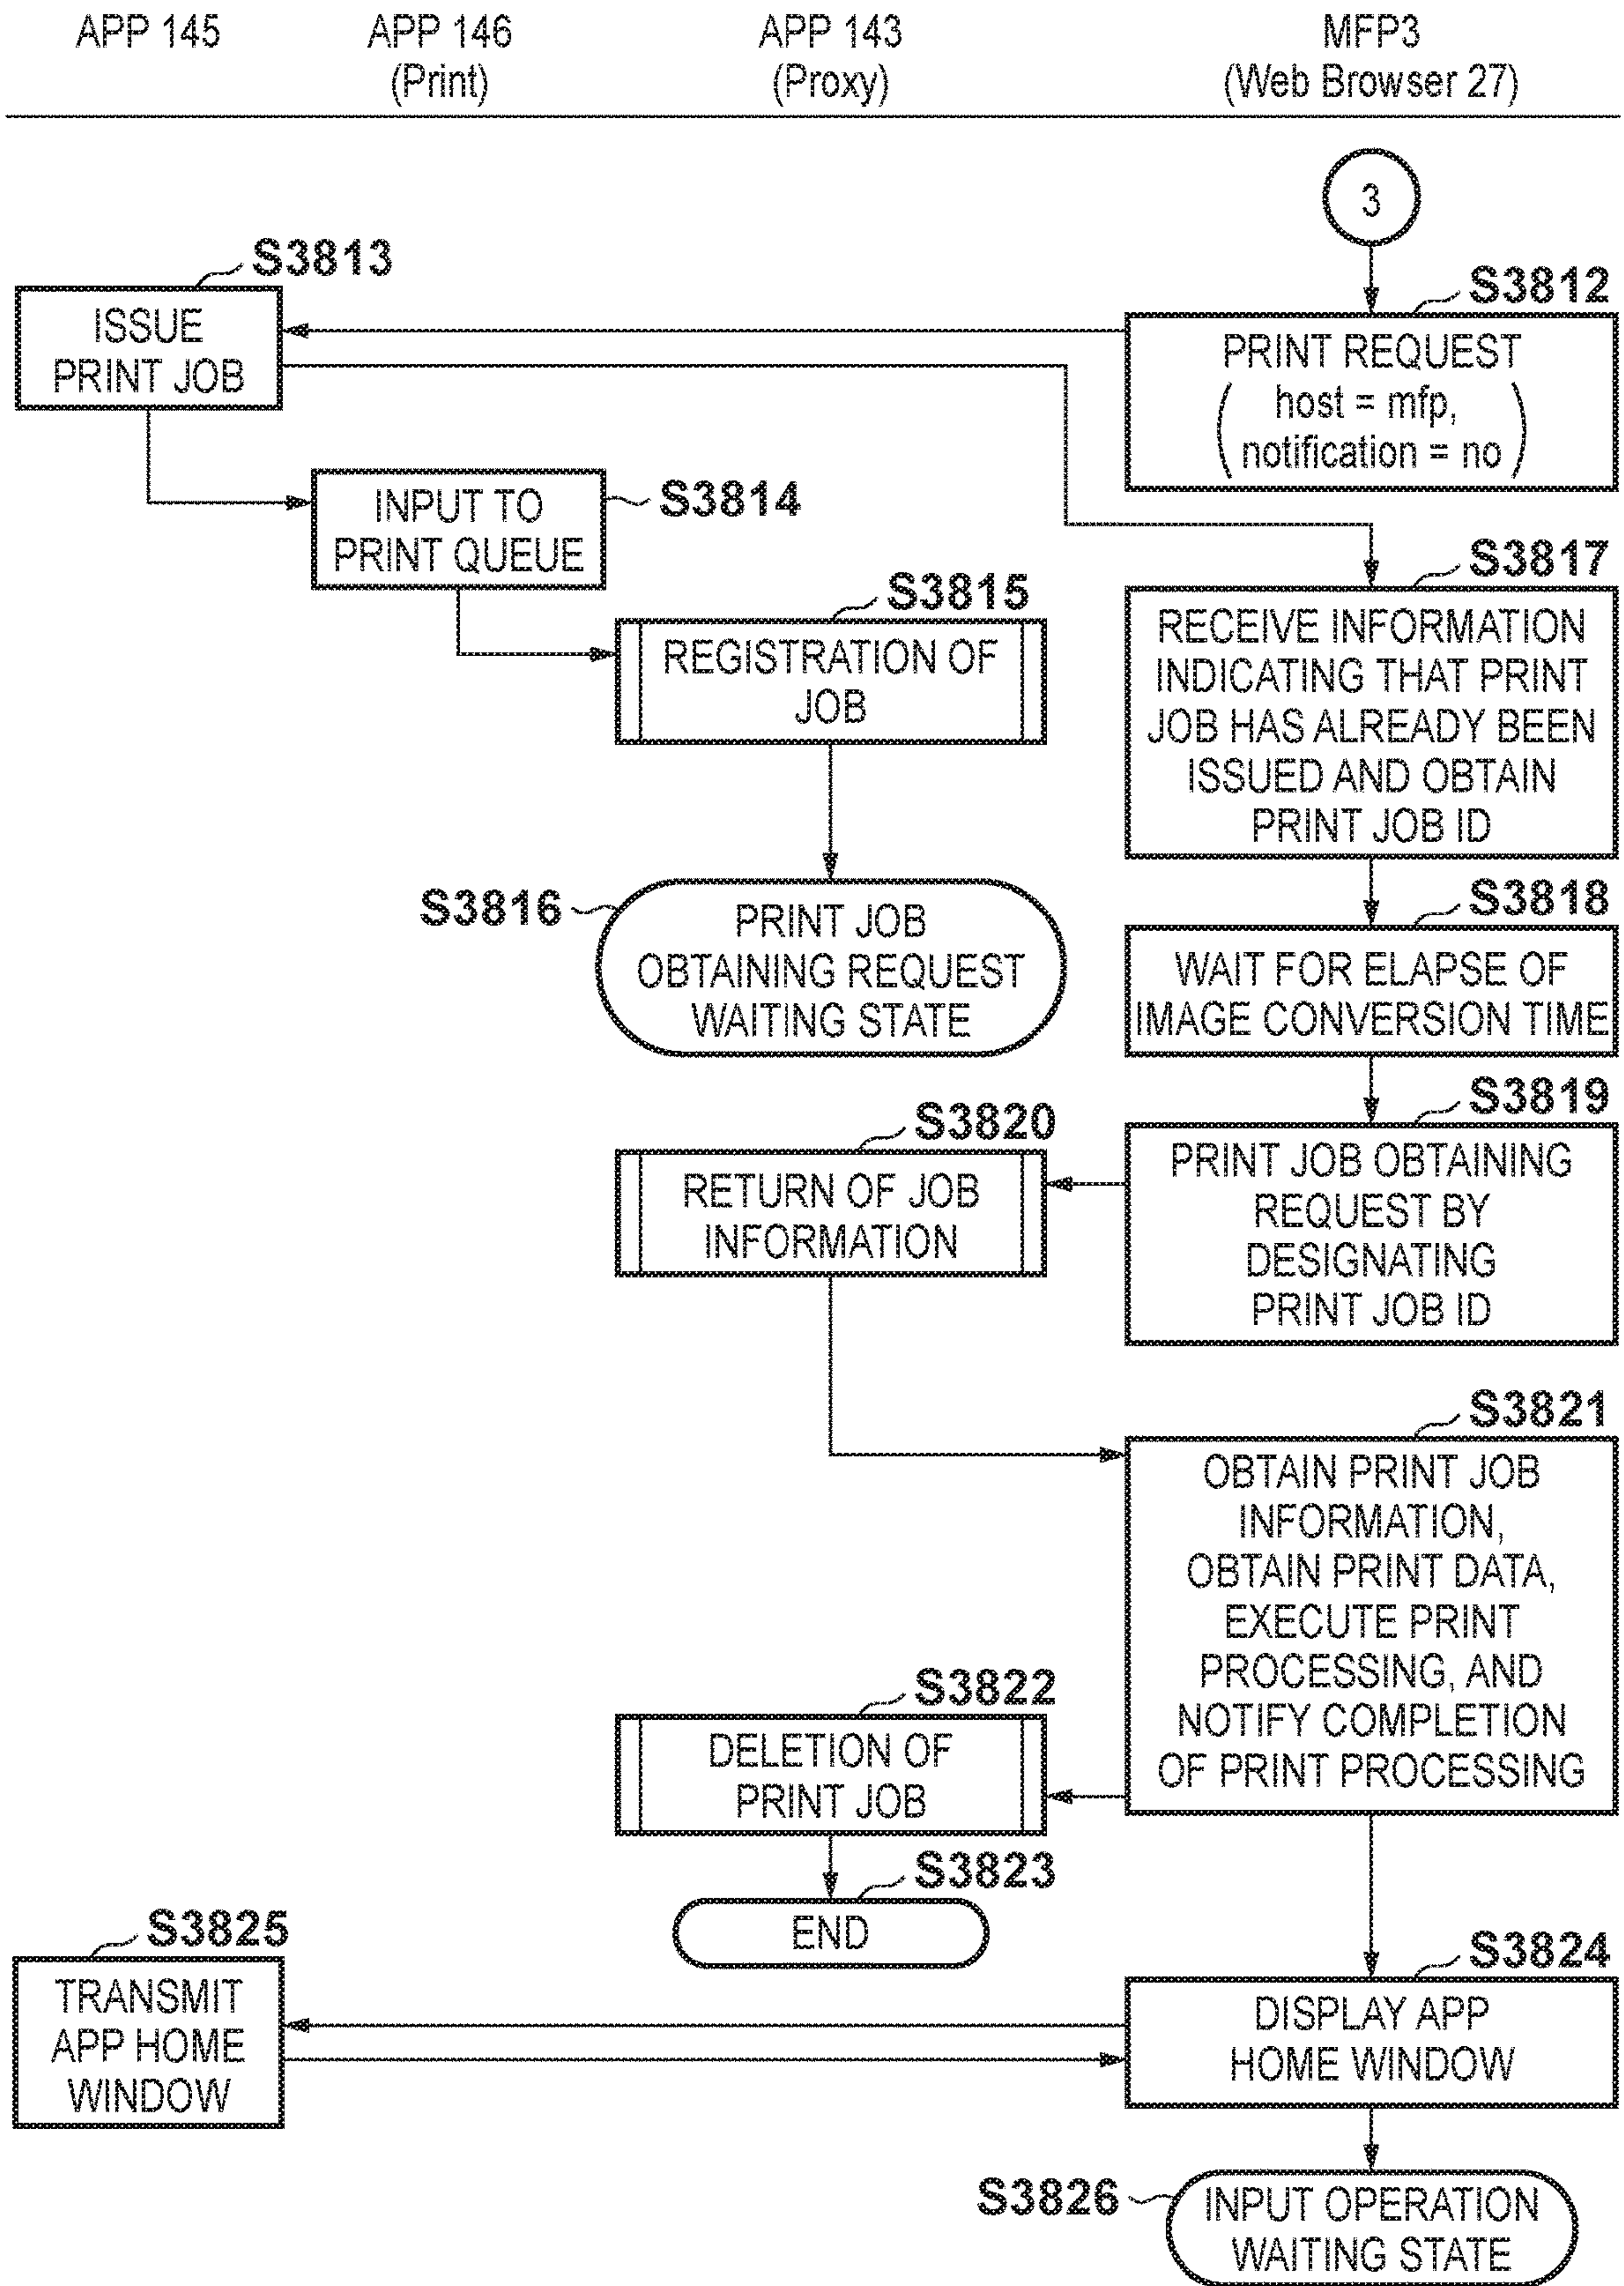 APP 145
APP 146
(Print)
APP 143
(Proxy)
MFP3
(Web Browser 27)
3
S3813
ISSUE
PRINT JOB
S3812
PRINT REQUEST
( host = mfp,
notification = no )
S3814
INPUT TO
PRINT QUEUE
S3815
REGISTRATION OF
JOB
S3817
RECEIVE INFORMATION
INDICATING THAT PRINT
JOB HAS ALREADY BEEN
ISSUED AND OBTAIN
PRINT JOB ID
S3816
PRINT JOB
OBTAINING REQUEST
WAITING STATE
S3818
WAIT FOR ELAPSE OF
IMAGE CONVERSION TIME
S3819
PRINT JOB OBTAINING
REQUEST BY
DESIGNATING
PRINT JOB ID
S3820
RETURN OF JOB
INFORMATION
S3821
OBTAIN PRINT JOB
INFORMATION,
OBTAIN PRINT DATA,
EXECUTE PRINT
PROCESSING, AND
NOTIFY COMPLETION
OF PRINT PROCESSING
S3822
DELETION OF
PRINT JOB
S3823
END
S3825
TRANSMIT
APP HOME
WINDOW
S3824
DISPLAY APP
HOME WINDOW
S3826
INPUT OPERATION
WAITING STATE